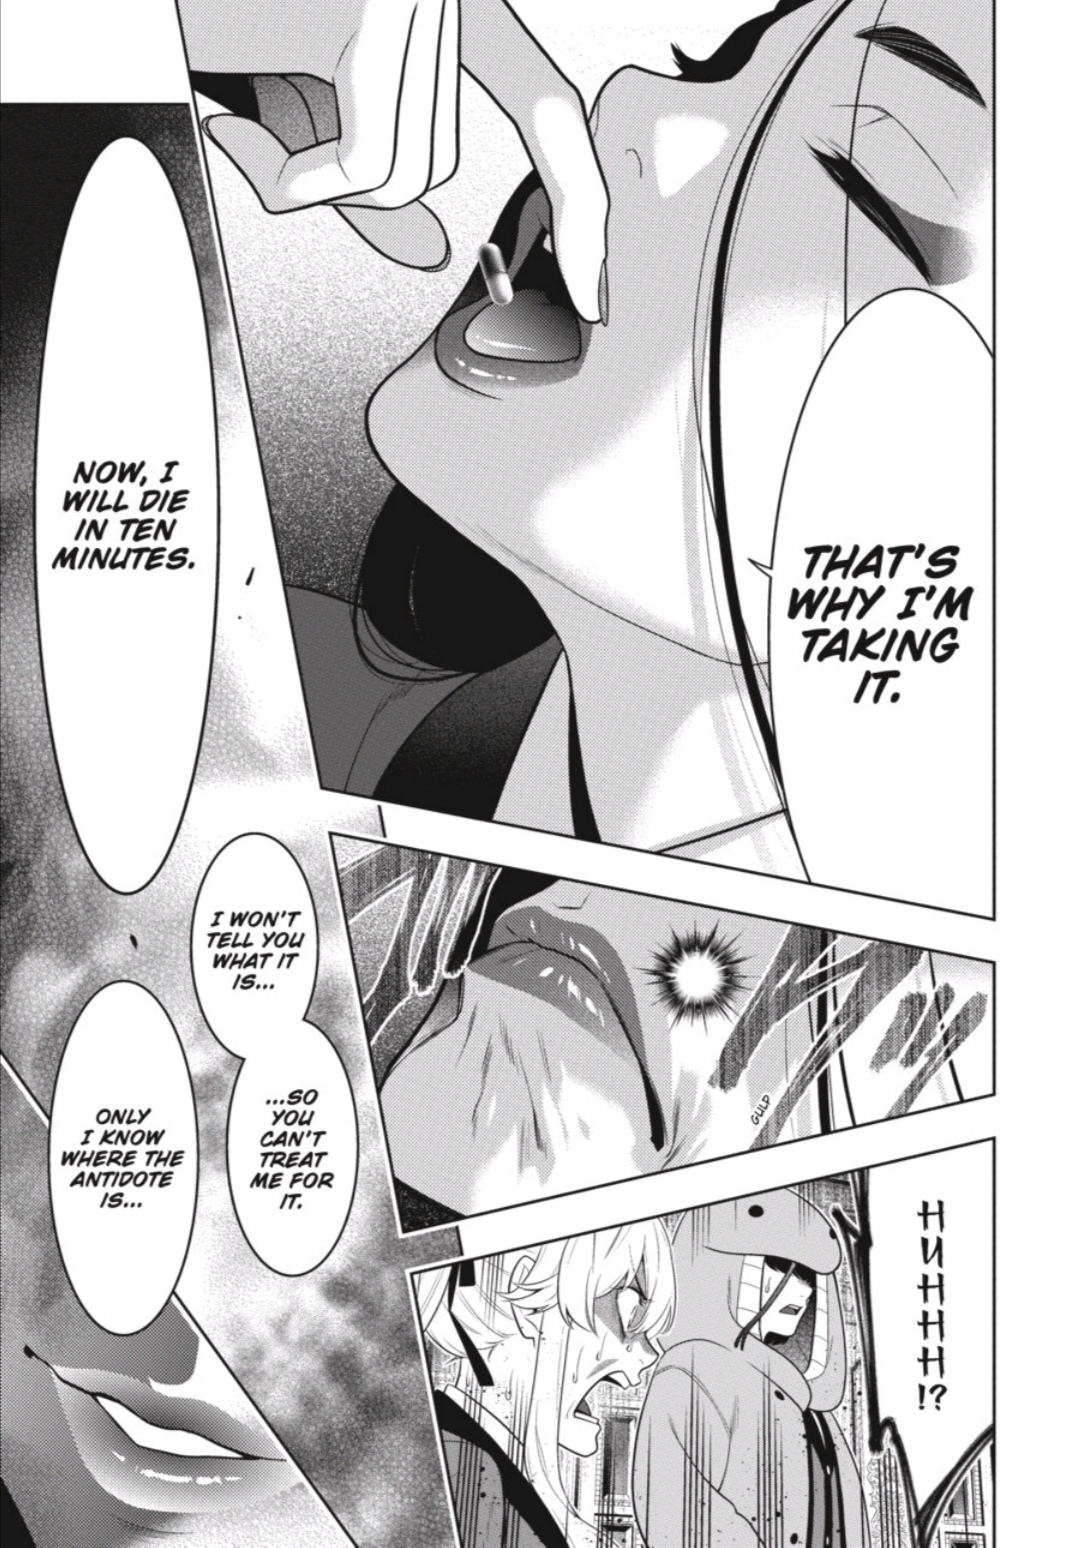 THAT'S
WHY I'M
TAKING
IT.
GULP
HUHHHH!?
NOW, I
WILL DIE
IN TEN
MINUTES.
I WON'T
TELL YOU
WHAT IT
IS...
...SO
YOU
CAN'T
TREAT
ME FOR
IT.
ONLY
I KNOW
WHERE THE
ANTIDOTE
IS...